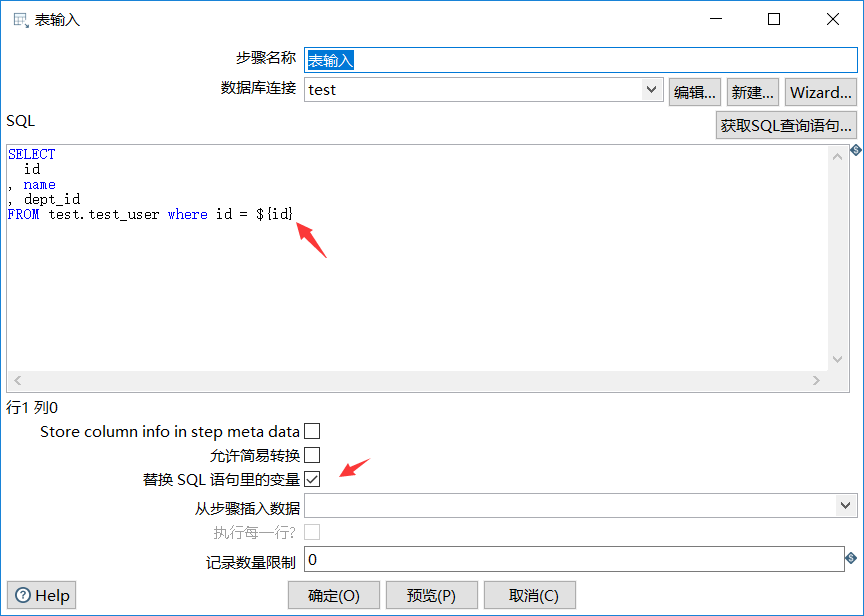 表输入
步骤名称 表输入
数据库连接 test 编辑... 新建... Wizard...
SQL 获取SQL查询语句...
SELECT
id
, name
, dept_id
FROM test.test_user where id = ${id}
行1 列0
Store column info in step meta data
允许简易转换
替换 SQL 语句里的变量
从步骤插入数据
执行每一行?
记录数量限制 0
Help 确定(O) 预览(P) 取消(C)